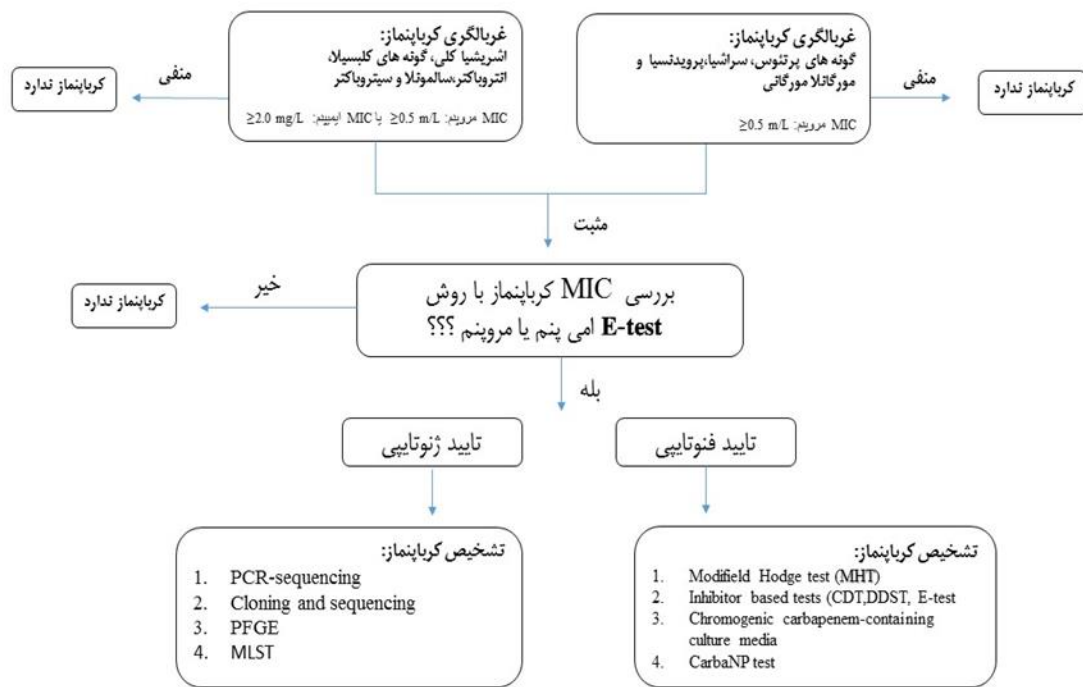 غربالگری کرباپنماز:
گونه های پرتئوس، سراشیا،پرویدنسیا و
مورگانلا مورگانی
MIC مروپنم: ≥0.5 m/L
منفی
کرباپنماز ندارد
غربالگری کرباپنماز:
اشریشیا کلی، گونه های کلبسیلا،
انتروباکتر،سالمونلا و سیتروباکتر
MIC مروپنم: ≥0.5 m/L یا MIC ایمیپنم: ≥2.0 mg/L
منفی
کرباپنماز ندارد
مثبت
بررسی MIC کرباپنماز با روش
E-test امی پنم یا مروپنم ؟؟؟
خیر
کرباپنماز ندارد
بله
تایید فنوتایپی
تایید ژنوتایپی
تشخیص کرباپنماز:
1. Modifield Hodge test (MHT)
2. Inhibitor based tests (CDT,DDST, E-test
3. Chromogenic carbapenem-containing
culture media
4. CarbaNP test
تشخیص کرباپنماز:
1. PCR-sequencing
2. Cloning and sequencing
3. PFGE
4. MLST